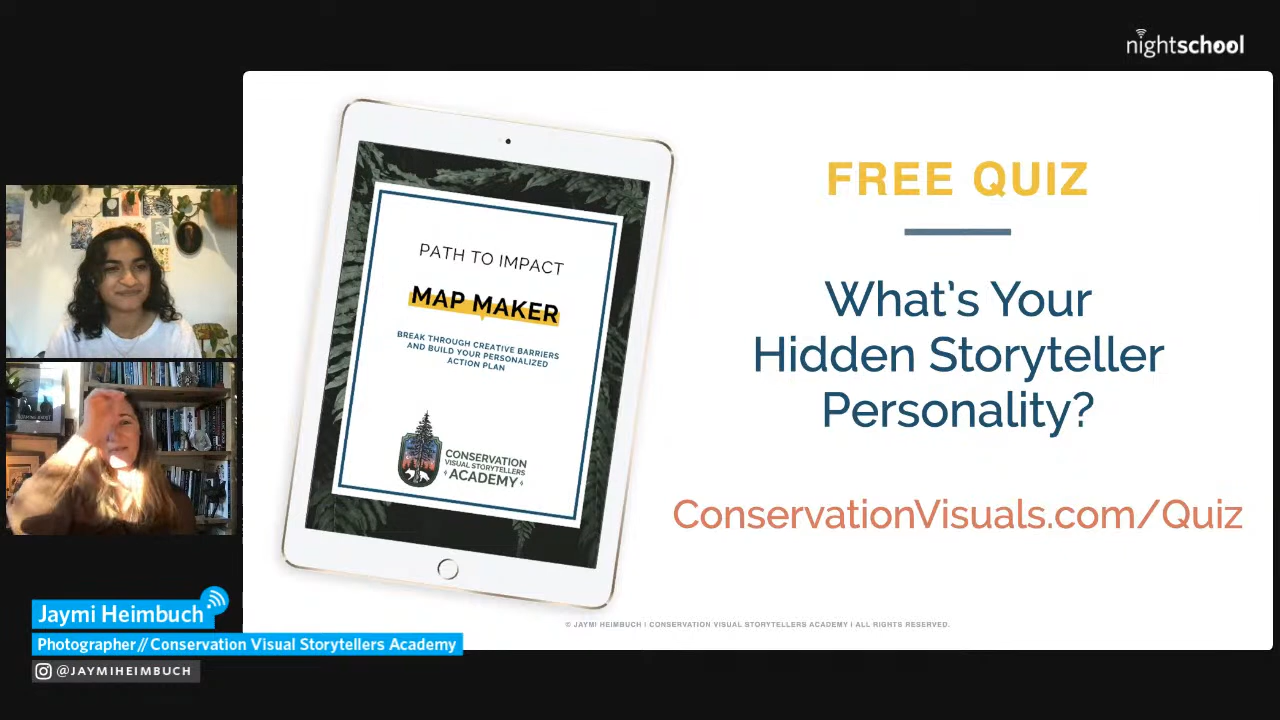 nightschool
FREE QUIZ
What's Your
Hidden Storyteller
Personality?
ConservationVisuals.com/Quiz
PATH TO IMPACT
MAP MAKER
BREAK THROUGH CREATIVE BARRIERS
AND BUILD YOUR PERSONALIZED
ACTION PLAN
CONSERVATION
VISUAL STORYTELLERS
ACADEMY
© JAYMI HEIMBUCH | CONSERVATION VISUAL STORYTELLERS ACADEMY | ALL RIGHTS RESERVED.
Jaymi Heimbuch
Photographer//Conservation Visual Storytellers Academy
@JAYMIHEIMBUCH